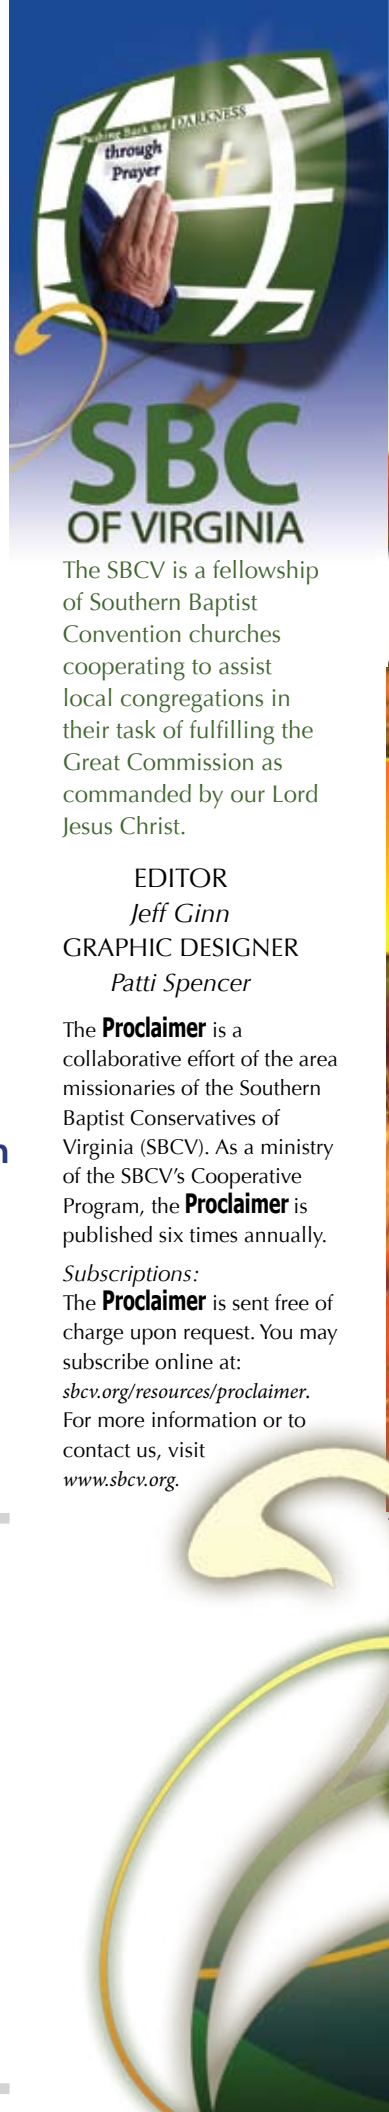 Pushing Back the DARKNESS
through
Prayer
SBC
OF VIRGINIA
The SBCV is a fellowship
of Southern Baptist
Convention churches
cooperating to assist
local congregations in
their task of fulfilling the
Great Commission as
commanded by our Lord
Jesus Christ.
EDITOR
Jeff Ginn
GRAPHIC DESIGNER
Patti Spencer
The Proclaimer is a
collaborative effort of the area
missionaries of the Southern
Baptist Conservatives of
Virginia (SBCV). As a ministry
of the SBCV’s Cooperative
Program, the Proclaimer is
published six times annually.
Subscriptions:
The Proclaimer is sent free of
charge upon request. You may
subscribe online at:
sbcv.org/resources/proclaimer.
For more information or to
contact us, visit
www.sbcv.org.